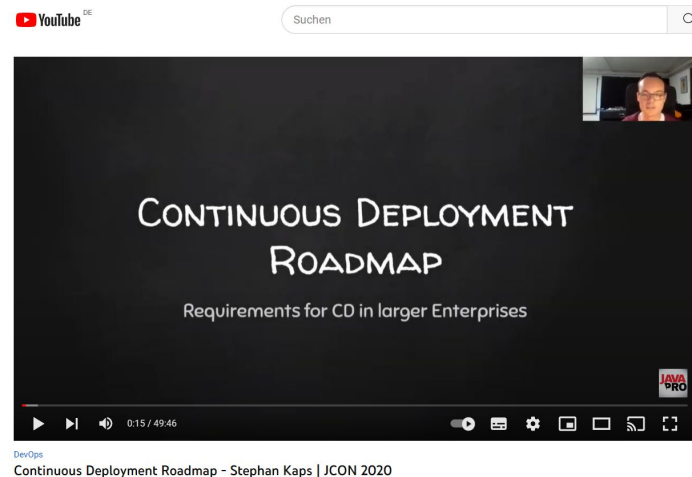 YouTube DE
Suchen
CONTINUOUS DEPLOYMENT
ROADMAP
Requirements for CD in larger Enterprises
JAVA
PRO
0:15 / 49:46
DevOps
Continuous Deployment Roadmap - Stephan Kaps | JCON 2020